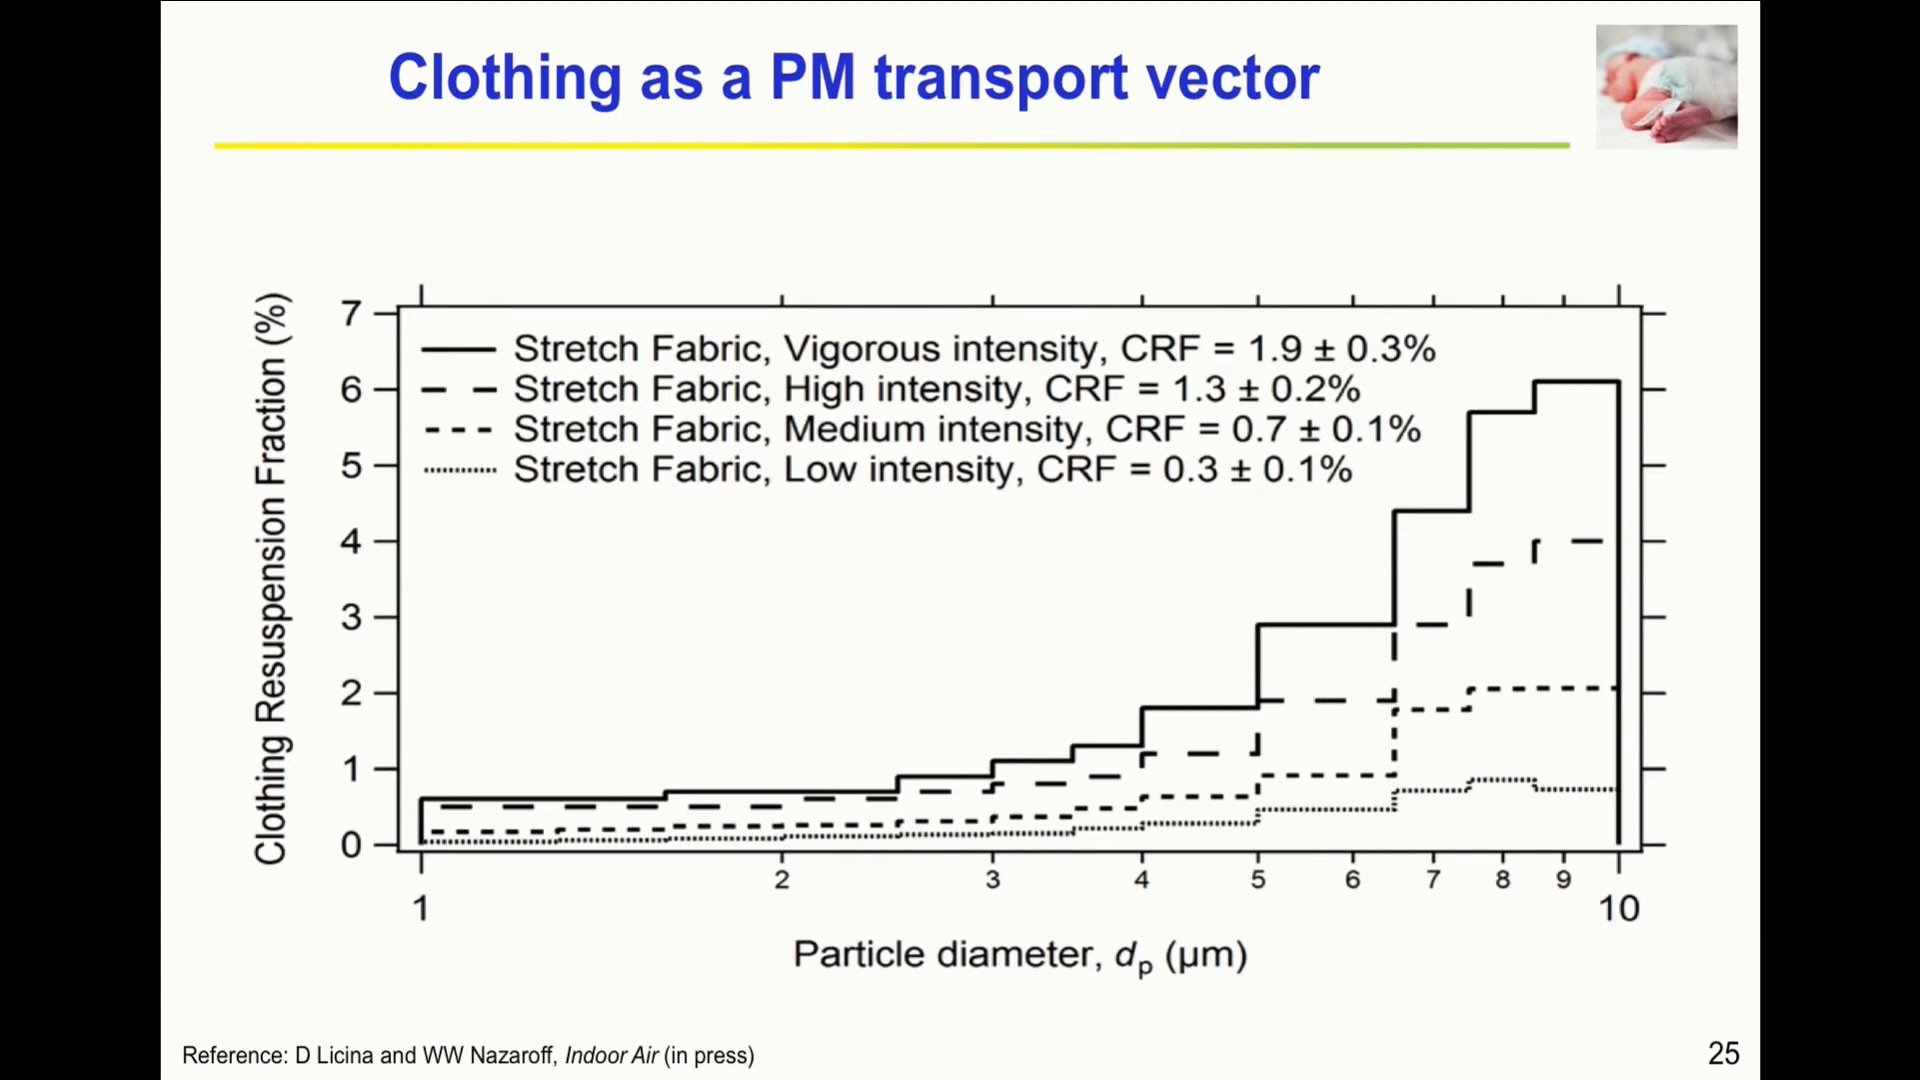 Clothing as a PM transport vector
Clothing Resuspension Fraction (%)
7
6
5
4
3
2
1
0
Stretch Fabric, Vigorous intensity, CRF = 1.9 ± 0.3%
Stretch Fabric, High intensity, CRF = 1.3 ± 0.2%
Stretch Fabric, Medium intensity, CRF = 0.7 ± 0.1%
Stretch Fabric, Low intensity, CRF = 0.3 ± 0.1%
2 3 4 5 6 7 8 9
1 10
Particle diameter, dp (μm)
Reference: D Licina and WW Nazaroff, Indoor Air (in press)
25